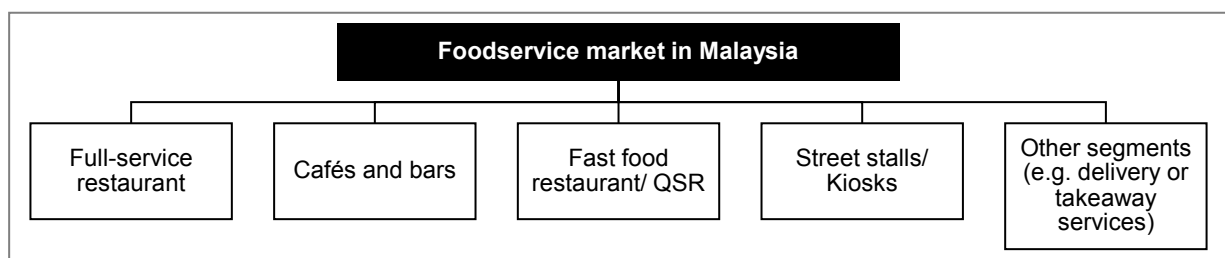 Foodservice market in Malaysia
Full-service
restaurant
Cafés and bars
Fast food
restaurant/ QSR
Street stalls/
Kiosks
Other segments
(e.g. delivery or
takeaway
services)